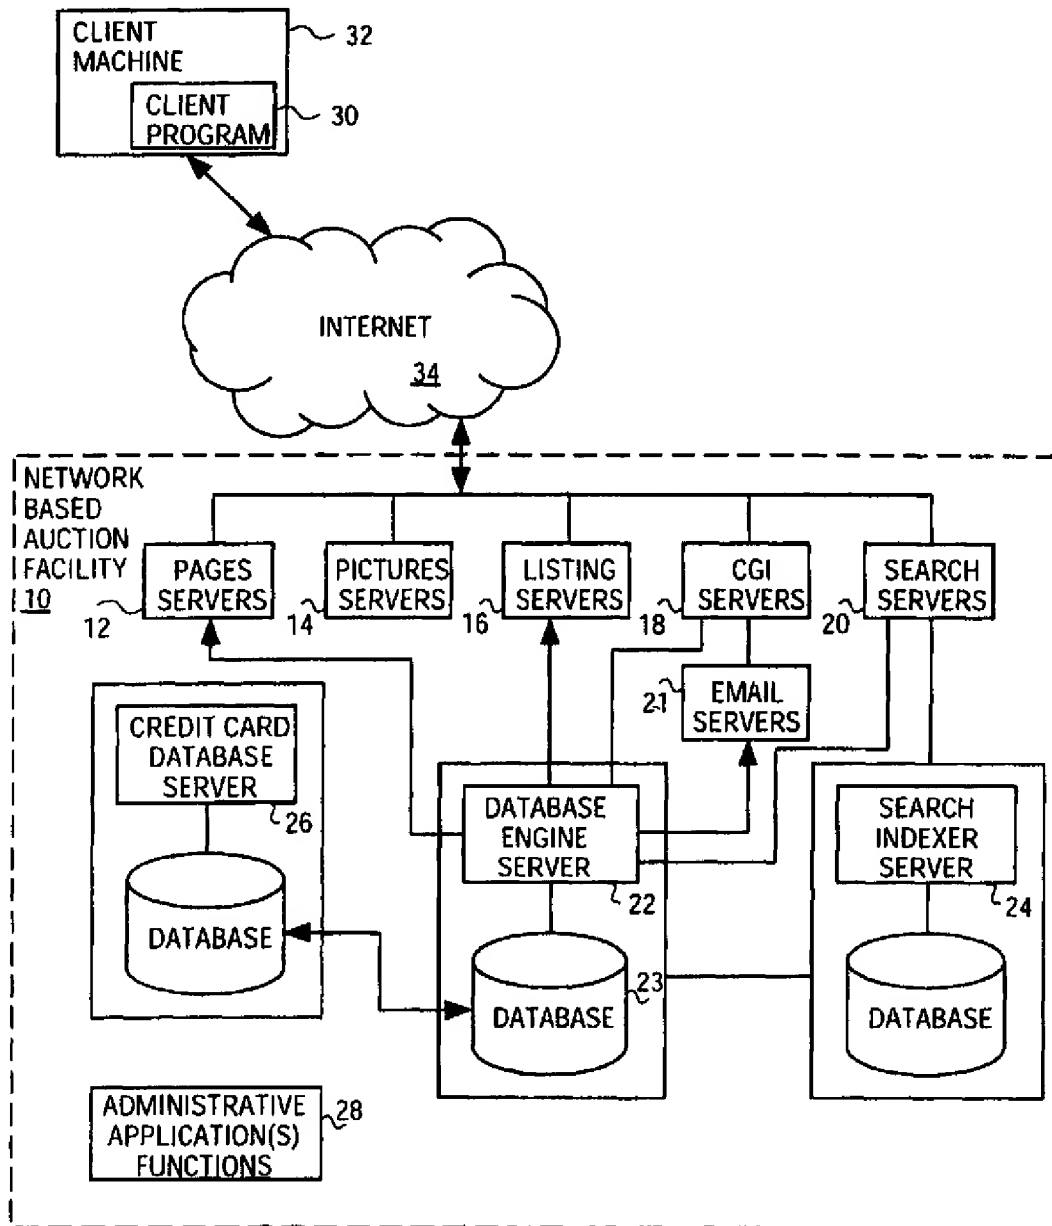 CLIENT
MACHINE
32
CLIENT
PROGRAM
30
INTERNET
34
NETWORK
BASED
AUCTION
FACILITY
10
PAGES
SERVERS
12
PICTURES
SERVERS
14
LISTING
SERVERS
16
CGI
SERVERS
18
SEARCH
SERVERS
20
EMAIL
SERVERS
21
CREDIT CARD
DATABASE
SERVER
26
DATABASE
DATABASE
ENGINE
SERVER
22
DATABASE
23
SEARCH
INDEXER
SERVER
24
DATABASE
ADMINISTRATIVE
APPLICATION(S)
FUNCTIONS
28